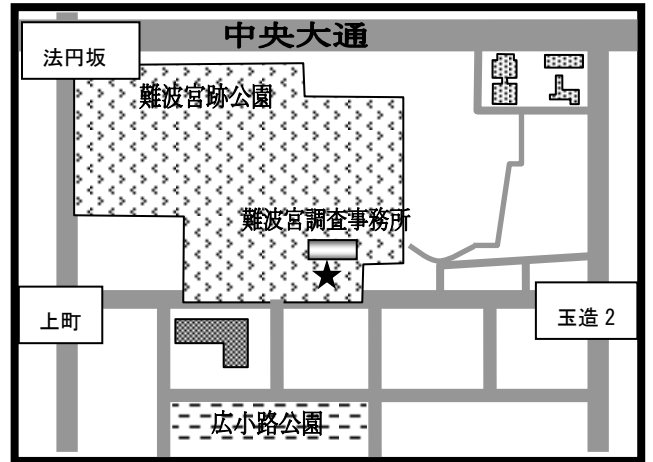 中央大通
法円坂
難波宮跡公園
難波宮調査事務所
上町
玉造2
広小路公園